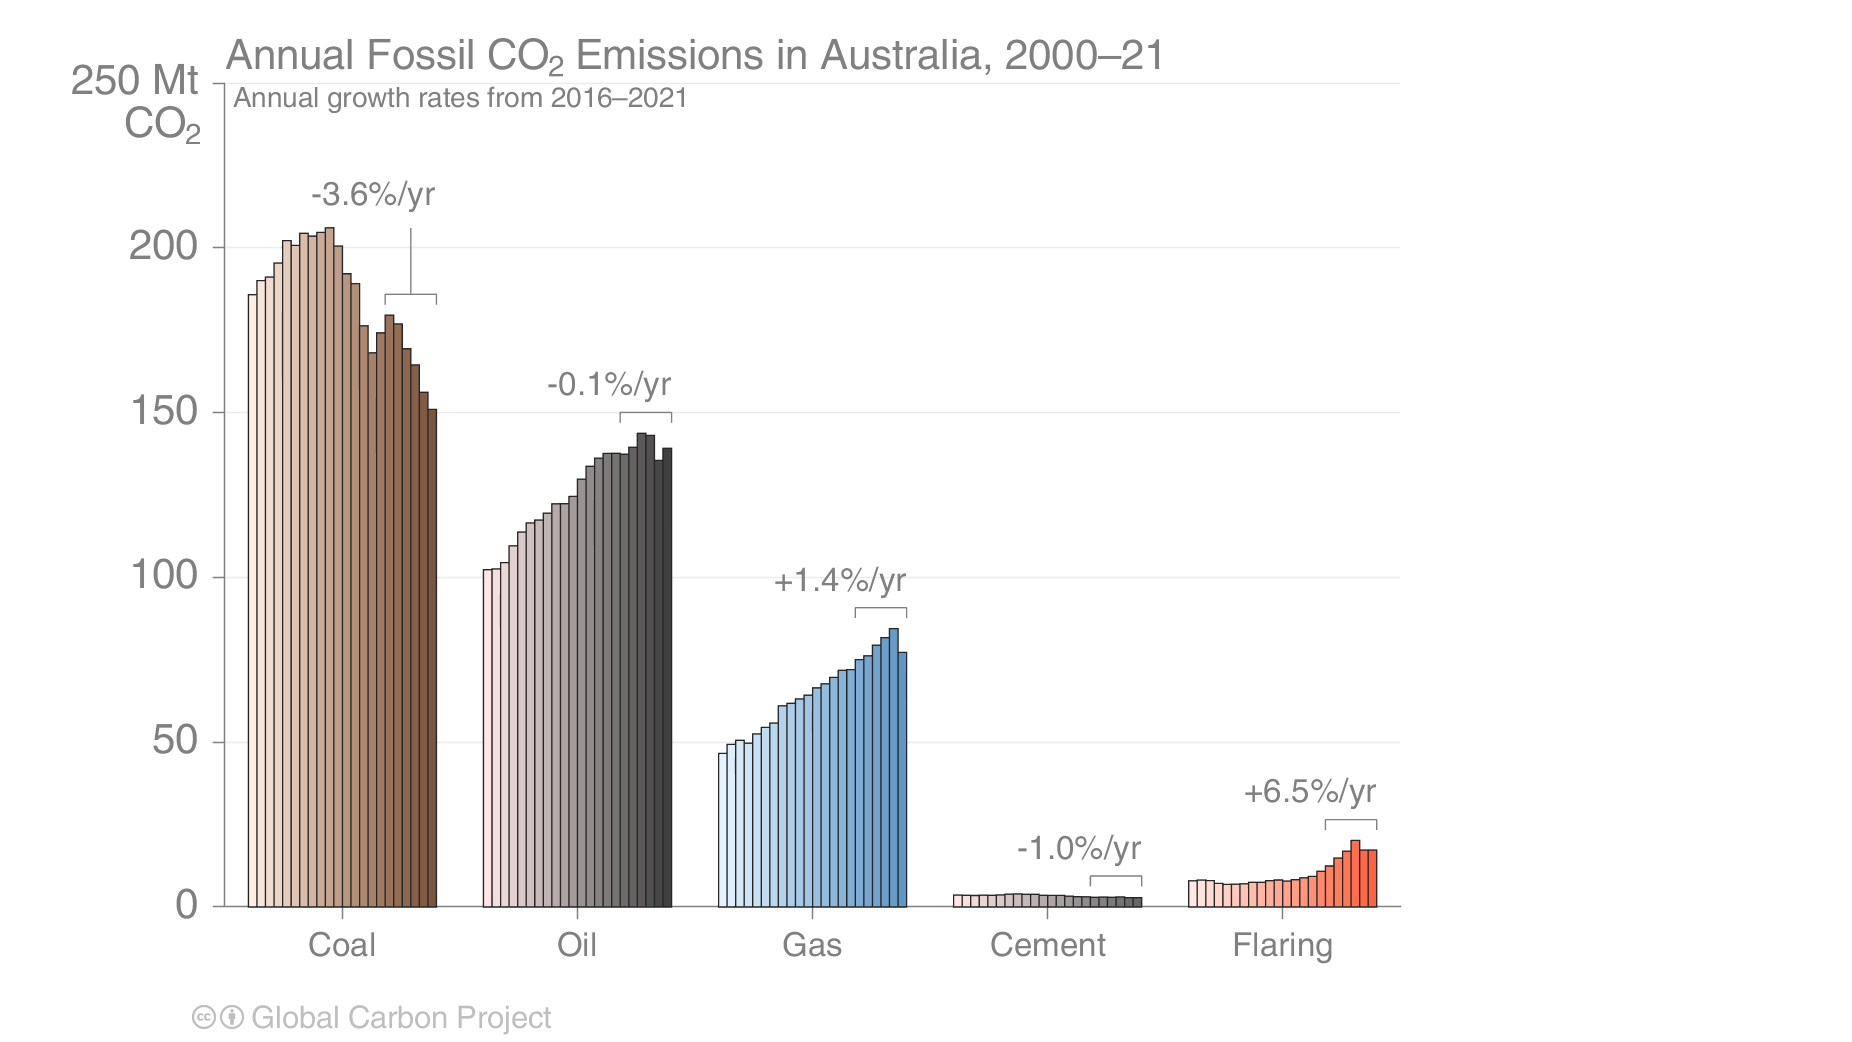 Annual Fossil CO₂ Emissions in Australia, 2000–21
250 Mt
CO₂
Annual growth rates from 2016–2021
-3.6%/yr
200
-0.1%/yr
150
+1.4%/yr
100
50
+6.5%/yr
-1.0%/yr
0
Coal
Oil
Gas
Cement
Flaring
cc Global Carbon Project